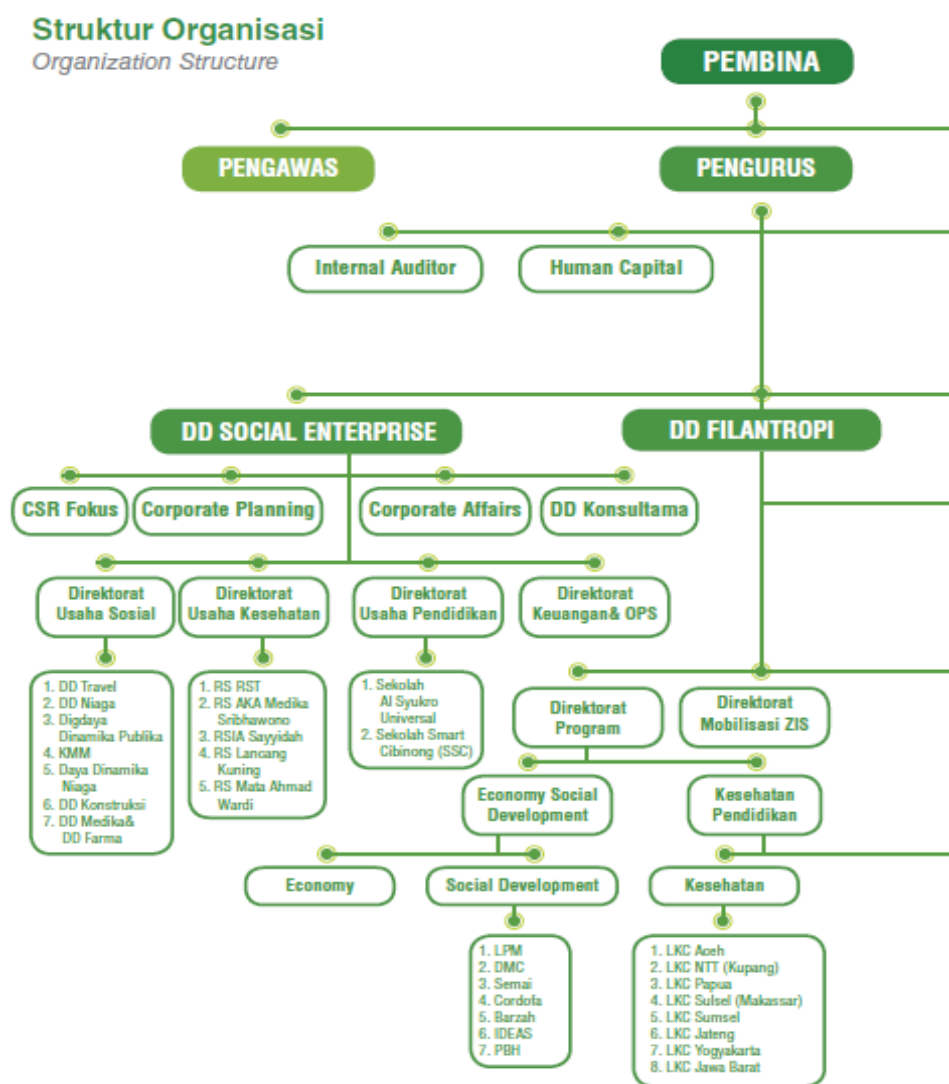 Struktur Organisasi
Organization Structure
PEMBINA
PENGAWAS
PENGURUS
Internal Auditor
Human Capital
DD SOCIAL ENTERPRISE
DD FILANTROPI
CSR Fokus
Corporate Planning
Corporate Affairs
DD Konsultama
Direktorat
Usaha Sosial
Direktorat
Usaha Kesehatan
Direktorat
Usaha Pendidikan
Direktorat
Keuangan& OPS
1. DD Travel
2. DD Niaga
3. Digdaya
Dinamika Publika
4. KMM
5. Daya Dinamika
Niaga
6. DD Konstruksi
7. DD Medika&
DD Farma
1. RS RST
2. RS AKA Medika
Sribhawono
3. RSIA Sayyidah
4. RS Lancang
Kuning
5. RS Mata Ahmad
Wardi
1. Sekolah
Al Syukro
Universal
2. Sekolah Smart
Cibinong (SSC)
Direktorat
Program
Direktorat
Mobilisasi ZIS
Economy Social
Development
Kesehatan
Pendidikan
Economy
Social Development
Kesehatan
1. LPM
2. DMC
3. Semai
4. Cordofa
5. Barzah
6. IDEAS
7. PBH
1. LKC Aceh
2. LKC NTT (Kupang)
3. LKC Papua
4. LKC Sulsel (Makassar)
5. LKC Sumsel
6. LKC Jateng
7. LKC Yogyakarta
8. LKC Jawa Barat